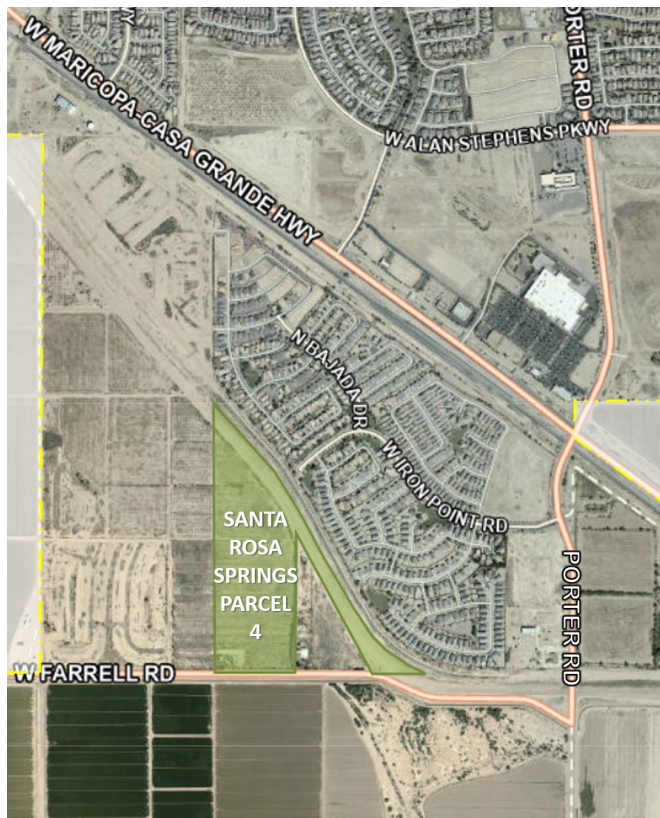 WY
PORTER RD
W MARICOPA-CASA GRANDE HWY
W ALAN STEPHENS PKWY
N BAJADA DR
W IRON POINT RD
SANTA
ROSA
SPRINGS
PARCEL
4
PORTER RD
W FARRELL RD